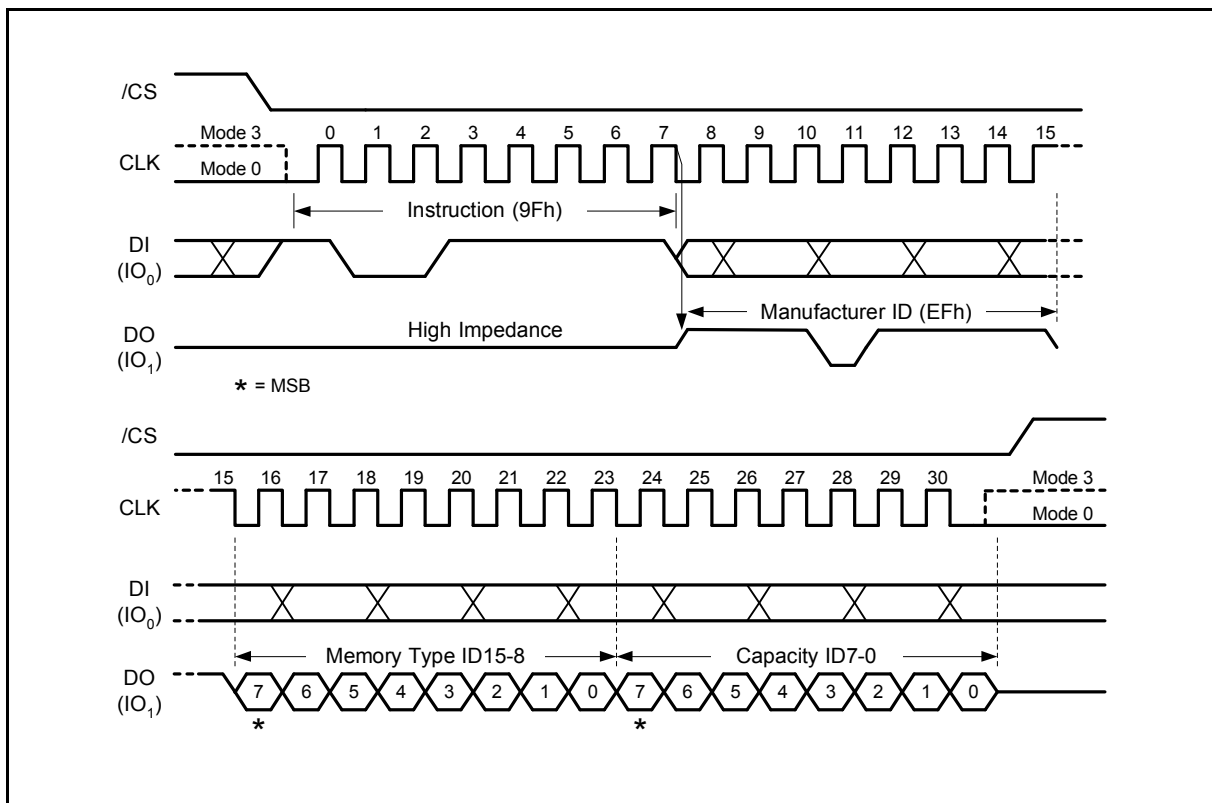 /CS
Mode 3 0 1 2 3 4 5 6 7 8 9 10 11 12 13 14 15
CLK Mode 0
Instruction (9Fh)
DI
(IO0)
Manufacturer ID (EFh)
High Impedance
DO
(IO1)
* = MSB
/CS
15 16 17 18 19 20 21 22 23 24 25 26 27 28 29 30 Mode 3
CLK Mode 0
DI
(IO0)
Memory Type ID15-8 Capacity ID7-0
DO 7 6 5 4 3 2 1 0 7 6 5 4 3 2 1 0
(IO1)
* *